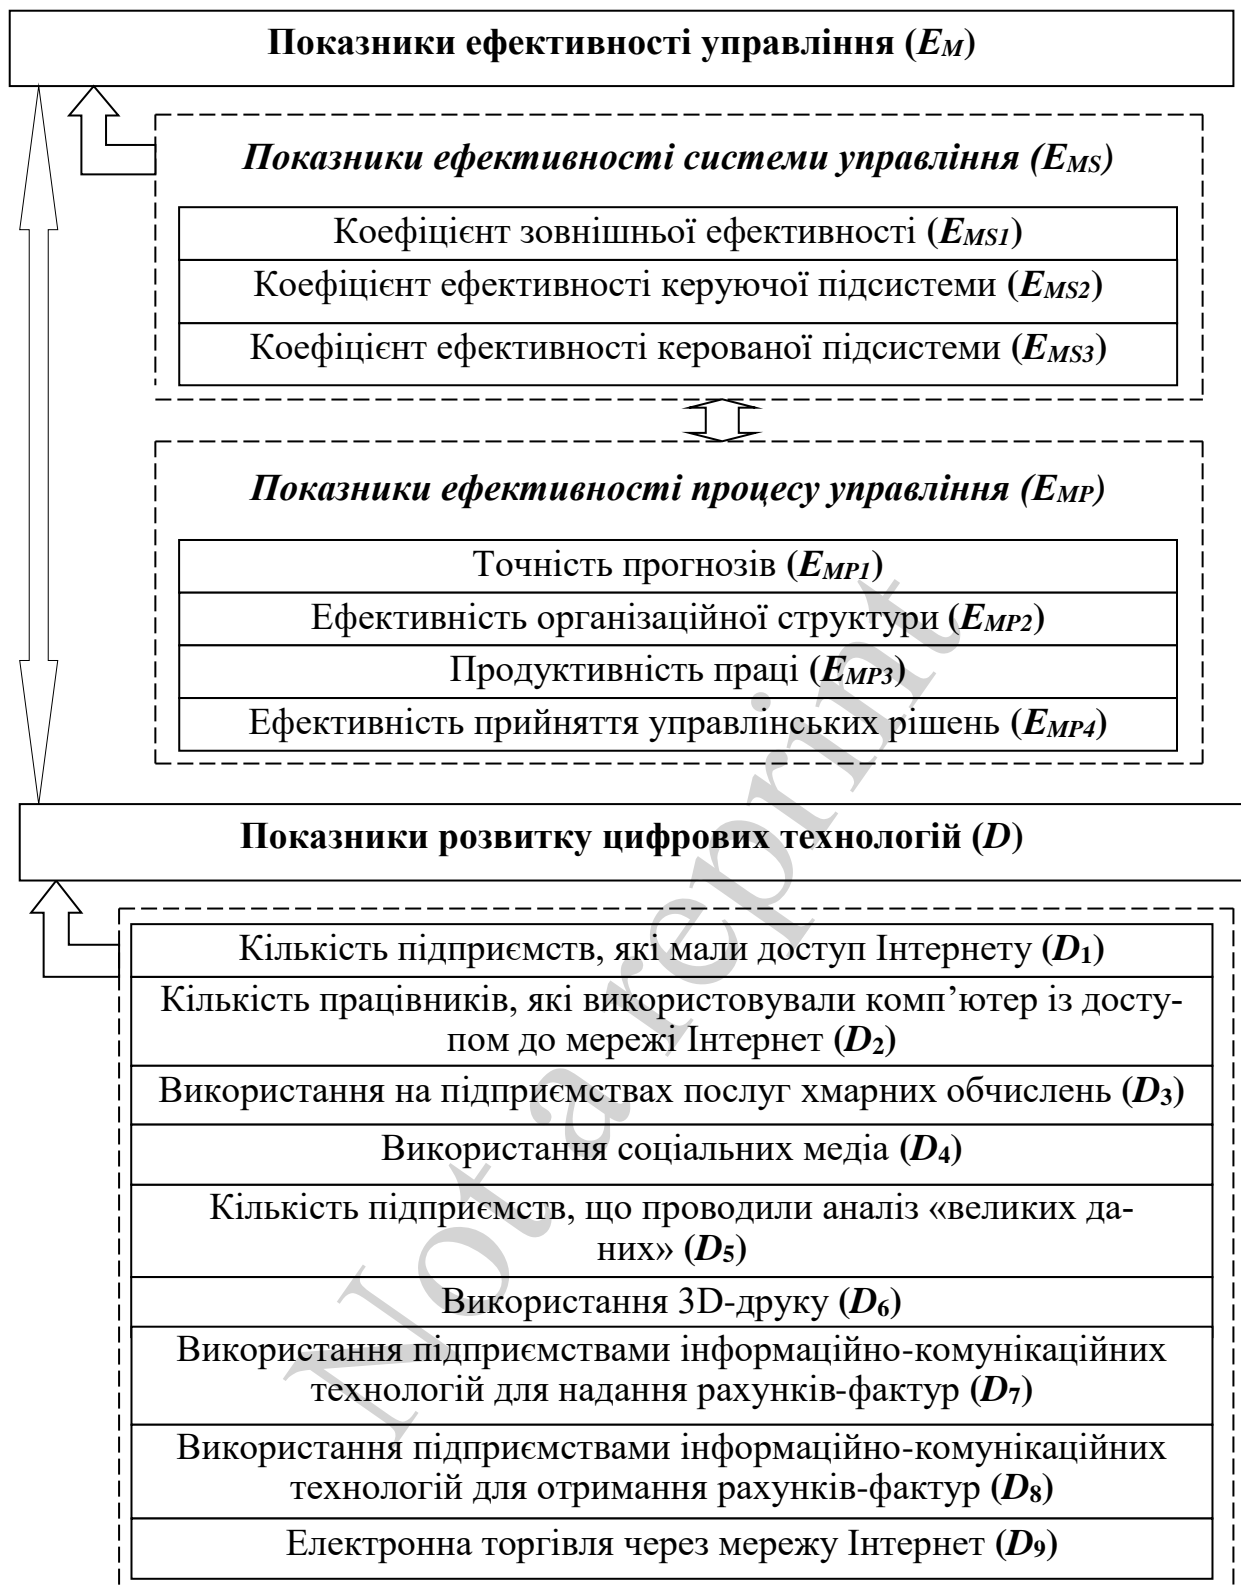 Показники ефективності управління (EM)
Показники ефективності системи управління (EMS)
Коефіцієнт зовнішньої ефективності (EMS1)
Коефіцієнт ефективності керуючої підсистеми (EMS2)
Коефіцієнт ефективності керованої підсистеми (EMS3)
Показники ефективності процесу управління (EMP)
Точність прогнозів (EMP1)
Ефективність організаційної структури (EMP2)
Продуктивність праці (EMP3)
Ефективність прийняття управлінських рішень (EMP4)
Показники розвитку цифрових технологій (D)
Кількість підприємств, які мали доступ Інтернету (D1)
Кількість працівників, які використовували комп’ютер із досту-
пом до мережі Інтернет (D2)
Використання на підприємствах послуг хмарних обчислень (D3)
Використання соціальних медіа (D4)
Кількість підприємств, що проводили аналіз «великих да-
них» (D5)
Використання 3D-друку (D6)
Використання підприємствами інформаційно-комунікаційних
технологій для надання рахунків-фактур (D7)
Використання підприємствами інформаційно-комунікаційних
технологій для отримання рахунків-фактур (D8)
Електронна торгівля через мережу Інтернет (D9)
Not a reprint